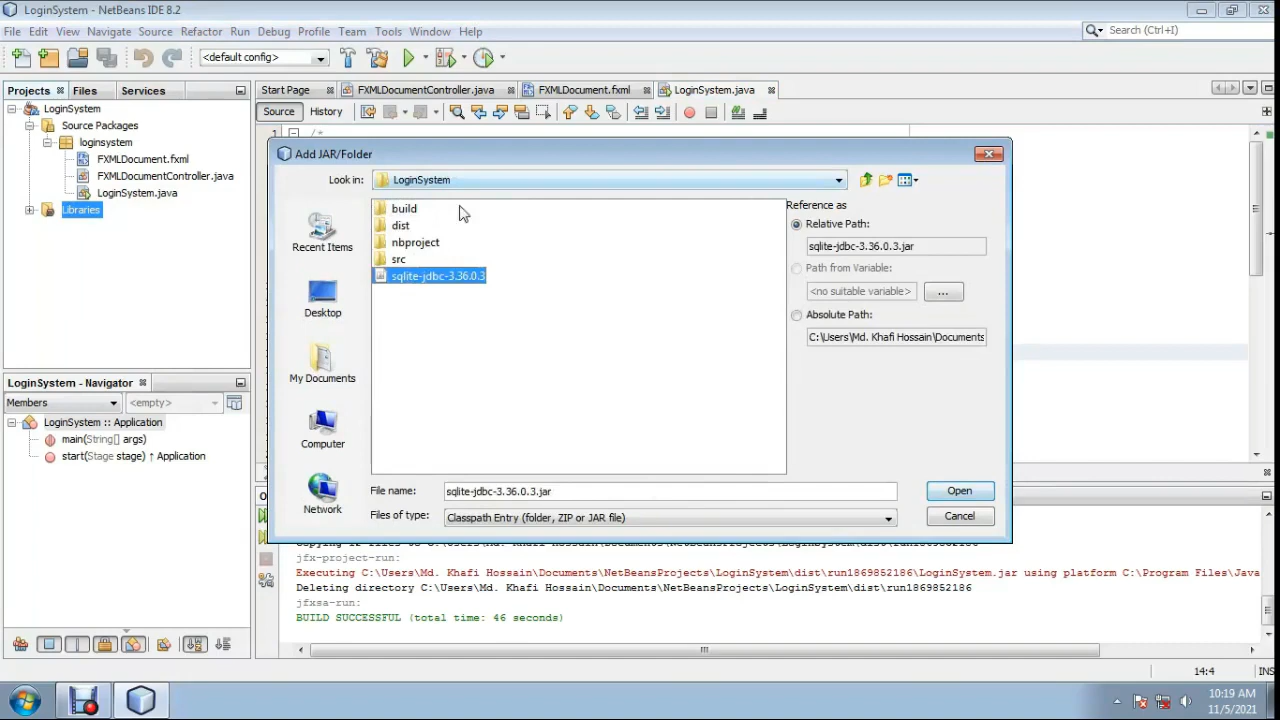 LoginSystem - NetBeans IDE 8.2
File Edit View Navigate Source Refactor Run Debug Profile Team Tools Window Help
Search (Ctrl+I)
<default config>
Projects Files Services
Start Page FXMLDocumentController.java FXMLDocument.fxml LoginSystem.java
LoginSystem
Source Packages
loginsystem
FXMLDocument.fxml
FXMLDocumentController.java
LoginSystem.java
Libraries
Source History
1 /*
Add JAR/Folder
Look in: LoginSystem
Recent Items
Desktop
My Documents
Computer
Network
build
dist
nbproject
src
sqlite-jdbc-3.36.0.3
Reference as
Relative Path:
sqlite-jdbc-3.36.0.3.jar
Path from Variable:
<no suitable variable> ...
Absolute Path:
C:\Users\Md. Khafi Hossain\Documents
File name: sqlite-jdbc-3.36.0.3.jar Open
Files of type: Classpath Entry (folder, ZIP or JAR file) Cancel
LoginSystem - Navigator
Members <empty>
LoginSystem :: Application
main(String[] args)
start(Stage stage) ↑ Application
jfx-project-run:
Executing C:\Users\Md. Khafi Hossain\Documents\NetBeansProjects\LoginSystem\dist\run1869852186\LoginSystem.jar using platform C:\Program Files\Java
Deleting directory C:\Users\Md. Khafi Hossain\Documents\NetBeansProjects\LoginSystem\dist\run1869852186
jfxsa-run:
BUILD SUCCESSFUL (total time: 46 seconds)
14:4 INS
10:19 AM
11/5/2021